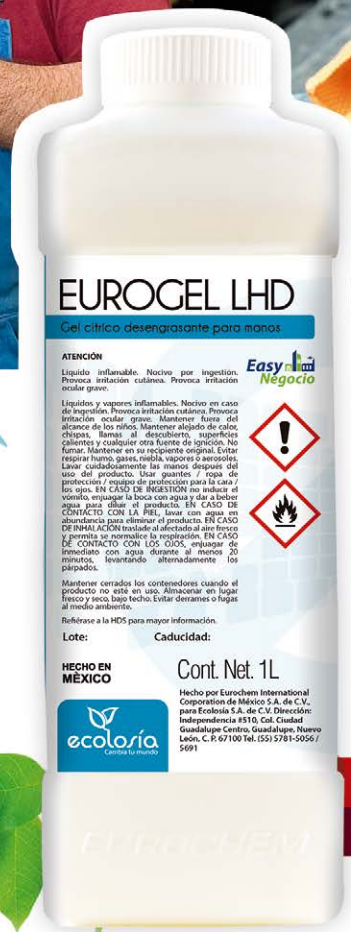 EUROGEL LHD
Gel cítrico desengrasante para manos
ATENCIÓN
Líquido inflamable. Nocivo por ingestión.
Provoca irritación cutánea. Provoca irritación
ocular grave.
Easy
Negocio
Líquidos y vapores inflamables. Nocivo en caso
de ingestión. Provoca irritación cutánea. Provoca
irritación ocular grave. Mantener fuera del
alcance de los niños. Mantener alejado de calor,
chispas, llamas al descubierto, superficies
calientes y cualquier otra fuente de ignición. No
fumar. Mantener en su recipiente original. Evitar
respirar humo, gases, niebla, vapores o aerosoles.
Lavar cuidadosamente las manos después del
uso del producto. Usar guantes / ropa de
protección / equipo de protección para la cara /
los ojos. EN CASO DE INGESTIÓN no inducir el
vómito, enjuagar la boca con agua y dar a beber
agua para diluir el producto. EN CASO DE
CONTACTO CON LA PIEL, lavar con agua en
abundancia para eliminar el producto. EN CASO
DE INHALACIÓN traslade al afectado al aire fresco
y permita se normalice la respiración. EN CASO
DE CONTACTO CON LOS OJOS, enjuagar de
inmediato con agua durante al menos 20
minutos, levantando alternadamente los
párpados.
Mantener cerrados los contenedores cuando el
producto no esté en uso. Almacenar en lugar
fresco y seco, bajo techo. Evitar derrames o fugas
al medio ambiente.
Refiérase a la HDS para mayor información.
Lote: Caducidad:
HECHO EN
MÈXICO
Cont. Net. 1L
Hecho por Eurochem International
Corporation de México S.A. de C.V.,
para Ecolosía S.A. de C.V. Dirección:
Independencia #510, Col. Ciudad
Guadalupe Centro, Guadalupe, Nuevo
León, C. P. 67100 Tel. (55) 5781-5056 /
5691
ecolosía
Cambia tu mundo
EUROCHEM